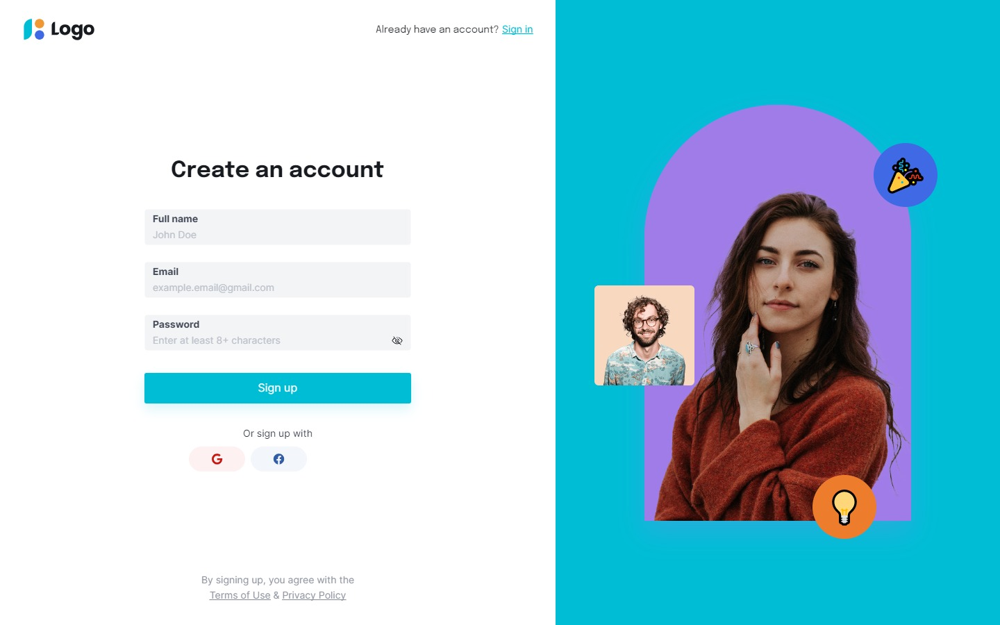 Logo
Already have an account? Sign in
Create an account
Full name
John Doe
Email
example.email@gmail.com
Password
Enter at least 8+ characters
Sign up
Or sign up with
By signing up, you agree with the
Terms of Use & Privacy Policy